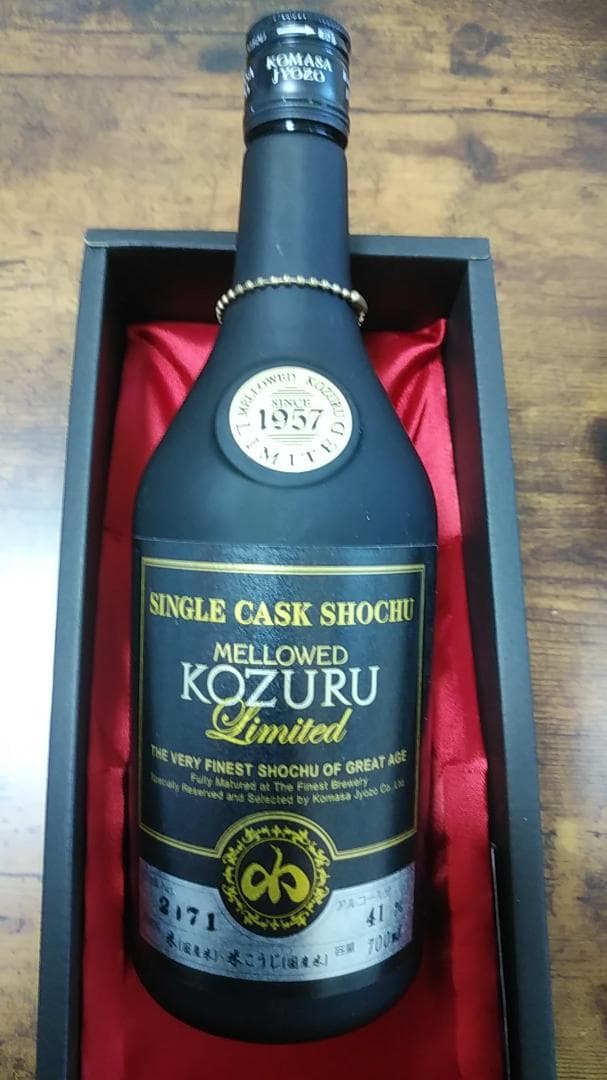 KOMASA
JYOZO
MELLOWED KOZURU
SINCE
1957
LIMITED
SINGLE CASK SHOCHU
MELLOWED
KOZURU
Limited
THE VERY FINEST SHOCHU OF GREAT AGE
Fully Matured at The Finest Brewery
Specially Reserved and Selected by Komasa Jyozo Co., Ltd.
No.
2171
アルコール分
41 %
米(国産米)・米こうじ(国産米)
容量 700ml